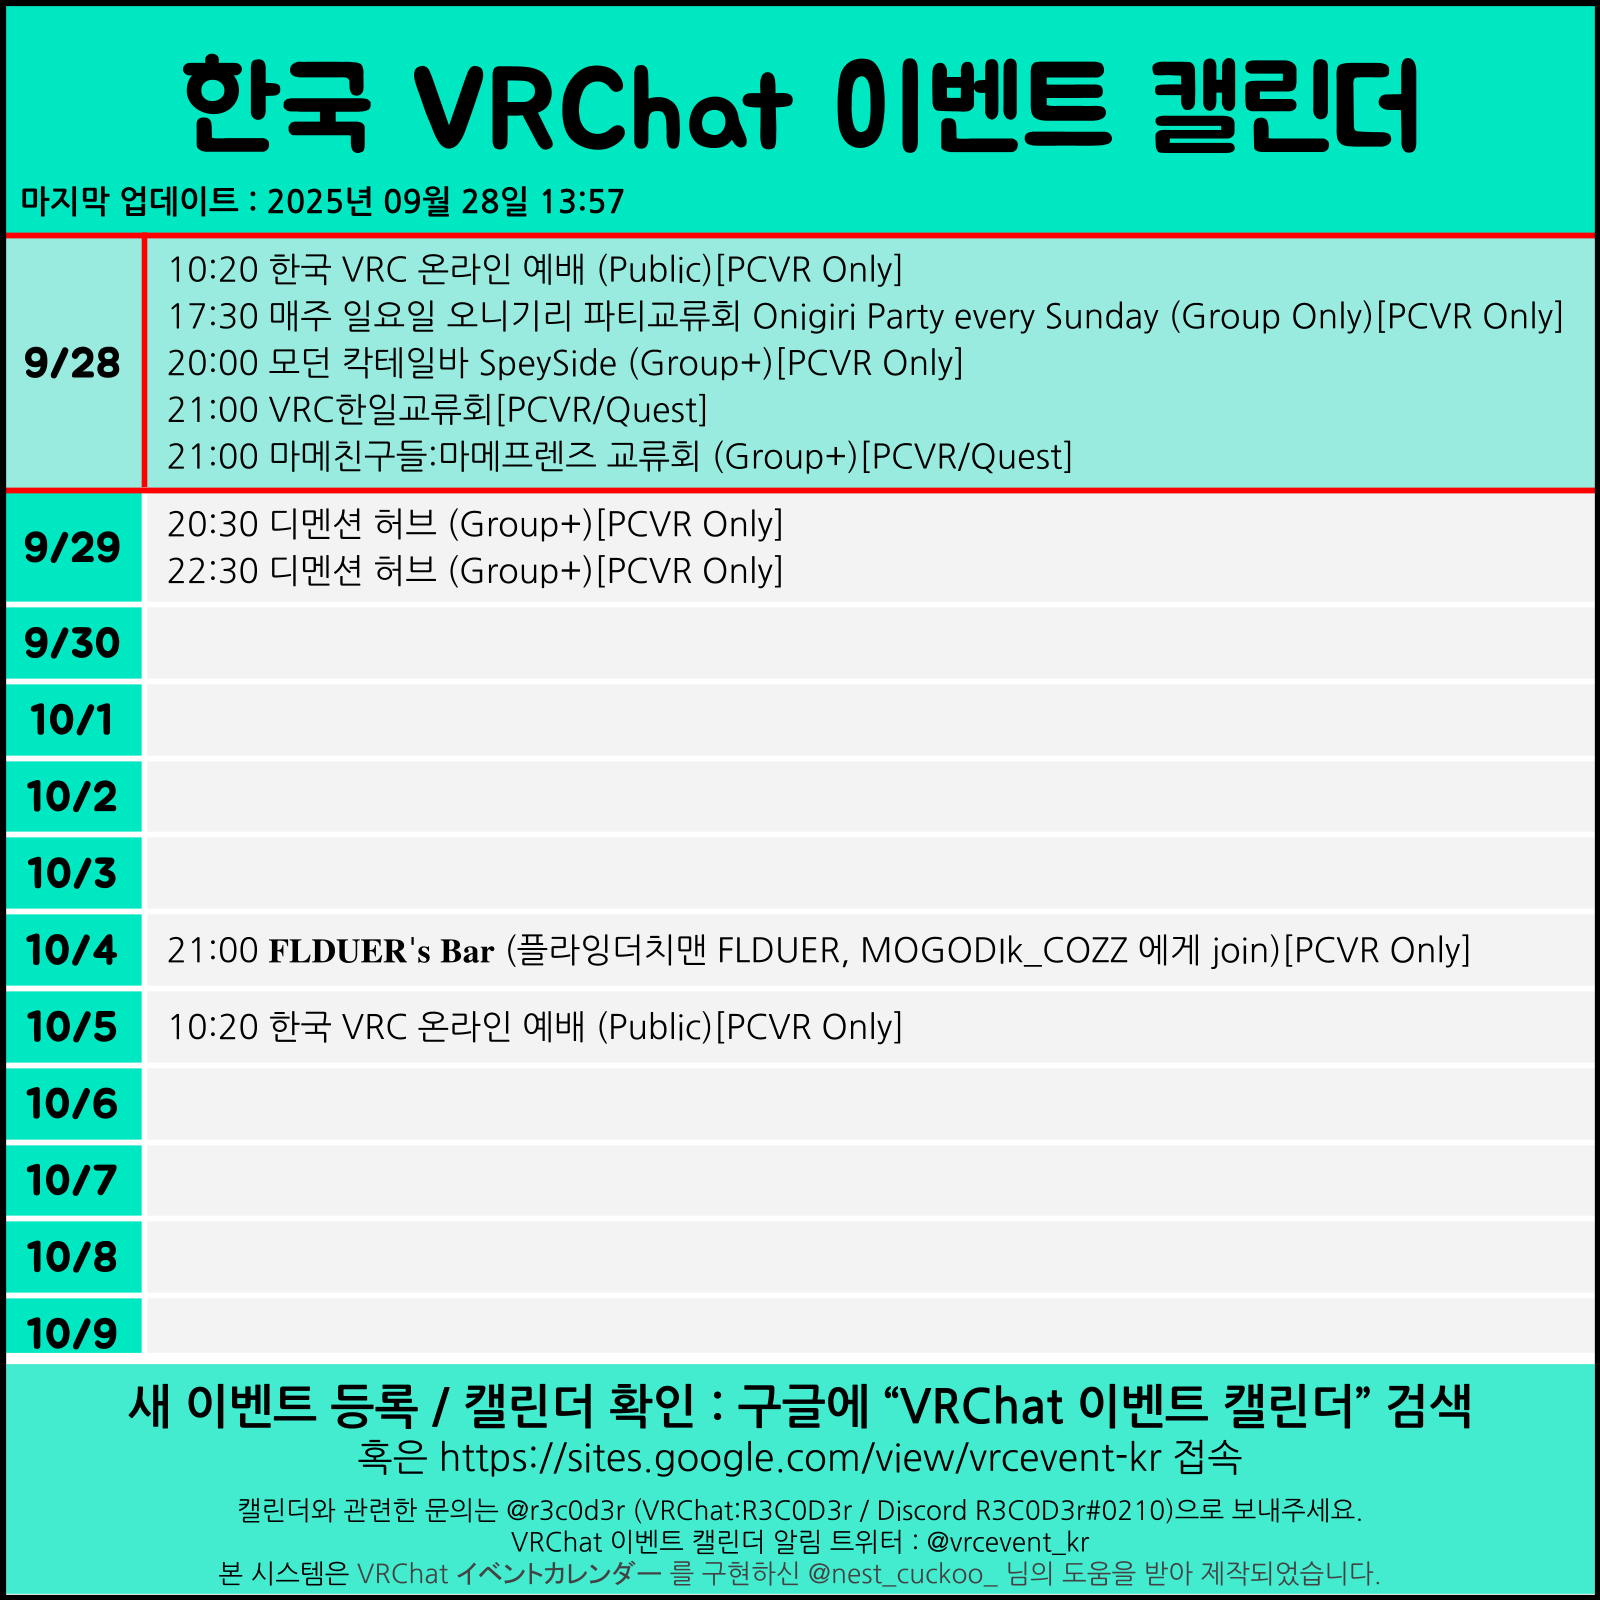 한국 VRChat 이벤트 캘린더
마지막 업데이트 : 2025년 09월 28일 13:57
9/28
10:20 한국 VRC 온라인 예배 (Public)[PCVR Only]
17:30 매주 일요일 오니기리 파티교류회 Onigiri Party every Sunday (Group Only)[PCVR Only]
20:00 모던 칵테일바 SpeySide (Group+)[PCVR Only]
21:00 VRC한일교류회[PCVR/Quest]
21:00 마메친구들:마메프렌즈 교류회 (Group+)[PCVR/Quest]
9/29
20:30 디멘션 허브 (Group+)[PCVR Only]
22:30 디멘션 허브 (Group+)[PCVR Only]
9/30
10/1
10/2
10/3
10/4
21:00 FLDUER's Bar (플라잉더치맨 FLDUER, MOGODIk_COZZ 에게 join)[PCVR Only]
10/5
10:20 한국 VRC 온라인 예배 (Public)[PCVR Only]
10/6
10/7
10/8
10/9
새 이벤트 등록 / 캘린더 확인 : 구글에 “VRChat 이벤트 캘린더” 검색
혹은 https://sites.google.com/view/vrcevent-kr 접속
캘린더와 관련한 문의는 @r3c0d3r (VRChat:R3C0D3r / Discord R3C0D3r#0210)으로 보내주세요.
VRChat 이벤트 캘린더 알림 트위터 : @vrcevent_kr
본 시스템은 VRChat イベントカレンダー 를 구현하신 @nest_cuckoo_ 님의 도움을 받아 제작되었습니다.